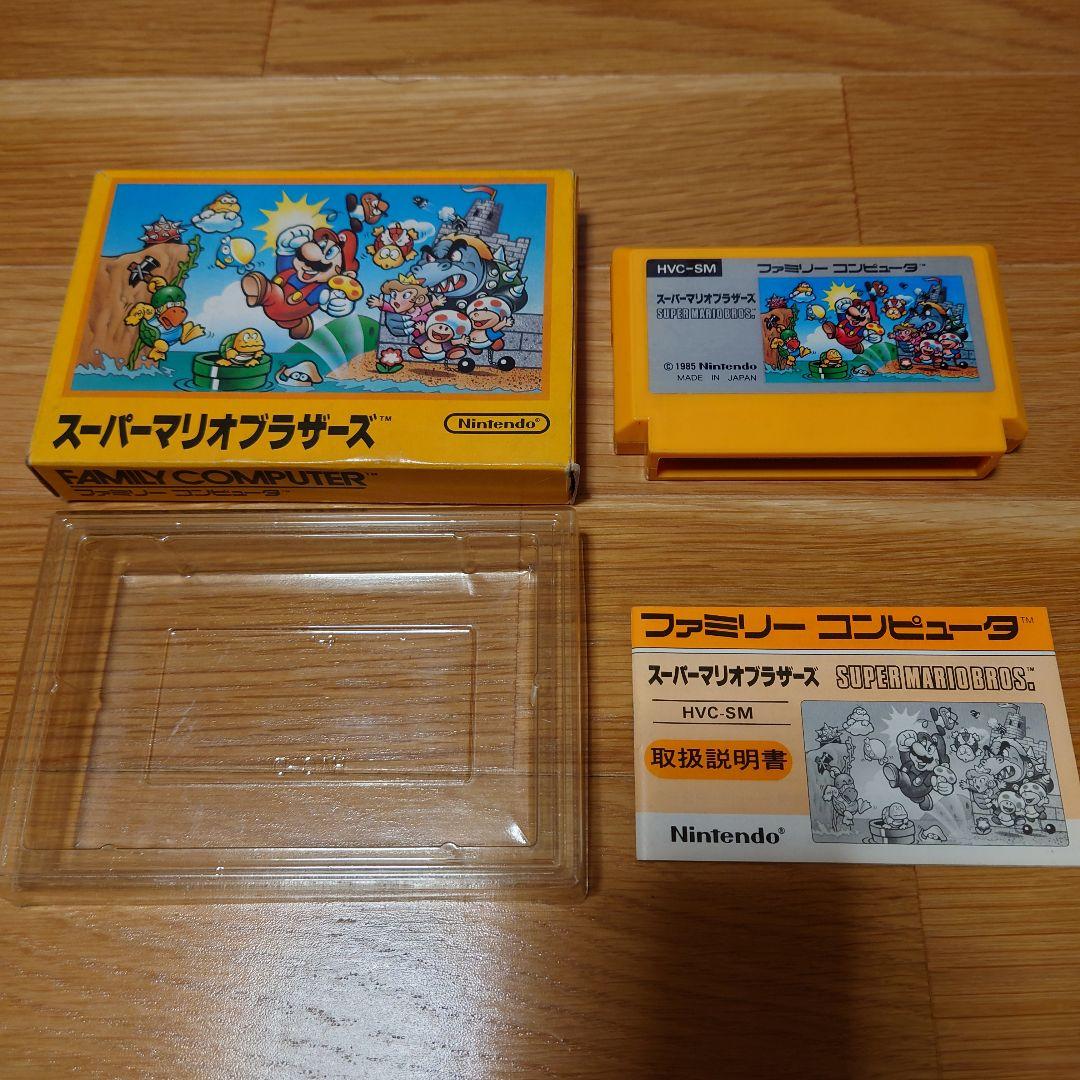 スーパーマリオブラザーズ™
Nintendo®
FAMILY COMPUTER™
ファミリー コンピュータ™
HVC-SM
ファミリー コンピュータ™
スーパーマリオブラザーズ
SUPER MARIO BROS.™
©1985 Nintendo
MADE IN JAPAN
ファミリー コンピュータ™
スーパーマリオブラザーズ
SUPER MARIO BROS.™
HVC-SM
取扱説明書
Nintendo®